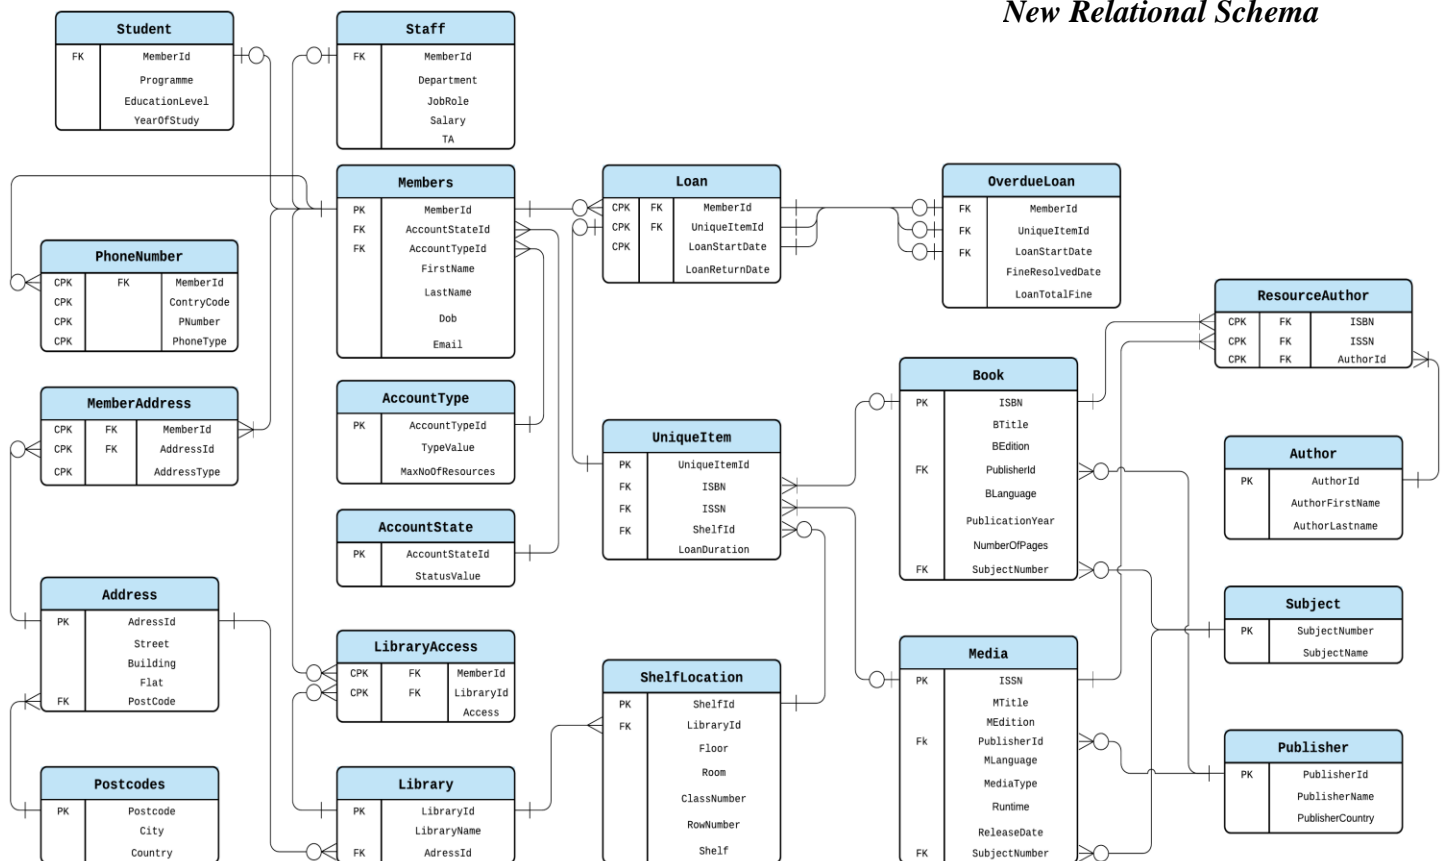 New Relational Schema
Student
FK MemberId
Programme
EducationLevel
YearOfStudy
Staff
FK MemberId
Department
JobRole
Salary
TA
Members
PK MemberId
FK AccountStateId
FK AccountTypeId
FirstName
LastName
Dob
Email
Loan
CPK FK MemberId
CPK FK UniqueItemId
CPK LoanStartDate
LoanReturnDate
OverdueLoan
FK MemberId
FK UniqueItemId
FK LoanStartDate
FineResolvedDate
LoanTotalFine
PhoneNumber
CPK FK MemberId
CPK ContryCode
CPK PNumber
CPK PhoneType
ResourceAuthor
CPK FK ISBN
CPK FK ISSN
CPK FK AuthorId
MemberAddress
CPK FK MemberId
CPK FK AddressId
CPK AddressType
AccountType
PK AccountTypeId
TypeValue
MaxNoOfResources
Book
PK ISBN
BTitle
BEdition
FK PublisherId
BLanguage
PublicationYear
NumberOfPages
FK SubjectNumber
UniqueItem
PK UniqueItemId
FK ISBN
FK ISSN
FK ShelfId
LoanDuration
Author
PK AuthorId
AuthorFirstName
AuthorLastname
AccountState
PK AccountStateId
StatusValue
Address
PK AdressId
Street
Building
Flat
FK PostCode
Subject
PK SubjectNumber
SubjectName
LibraryAccess
CPK FK MemberId
CPK FK LibraryId
Access
ShelfLocation
PK ShelfId
FK LibraryId
Floor
Room
ClassNumber
RowNumber
Shelf
Media
PK ISSN
MTitle
MEdition
Fk PublisherId
MLanguage
MediaType
Runtime
ReleaseDate
FK SubjectNumber
Publisher
PK PublisherId
PublisherName
PublisherCountry
Postcodes
PK Postcode
City
Country
Library
PK LibraryId
LibraryName
FK AdressId